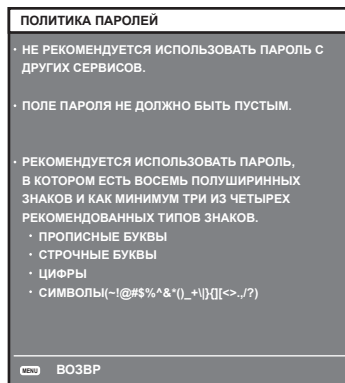 ПОЛИТИКА ПАРОЛЕЙ
· НЕ РЕКОМЕНДУЕТСЯ ИСПОЛЬЗОВАТЬ ПАРОЛЬ С
ДРУГИХ СЕРВИСОВ.
· ПОЛЕ ПАРОЛЯ НЕ ДОЛЖНО БЫТЬ ПУСТЫМ.
· РЕКОМЕНДУЕТСЯ ИСПОЛЬЗОВАТЬ ПАРОЛЬ,
В КОТОРОМ ЕСТЬ ВОСЕМЬ ПОЛУШИРИННЫХ
ЗНАКОВ И КАК МИНИМУМ ТРИ ИЗ ЧЕТЫРЕХ
РЕКОМЕНДОВАННЫХ ТИПОВ ЗНАКОВ.
· ПРОПИСНЫЕ БУКВЫ
· СТРОЧНЫЕ БУКВЫ
· ЦИФРЫ
· СИМВОЛЫ(~!@#$%^&*()_+\|}{][<>.,/?)
MENU ВОЗВР